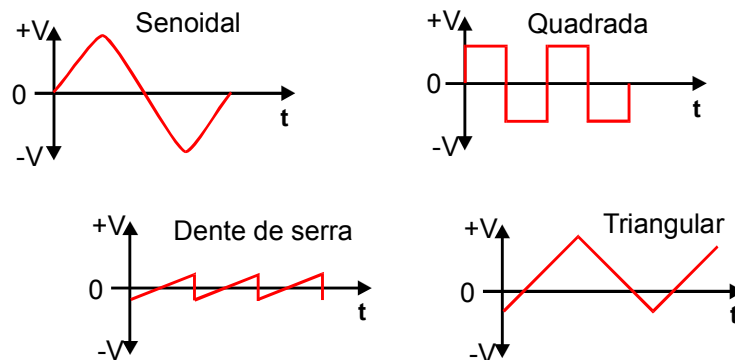 Senoidal
+V
0
t
-V
Quadrada
+V
0
t
-V
Dente de serra
+V
0
t
-V
Triangular
+V
0
t
-V